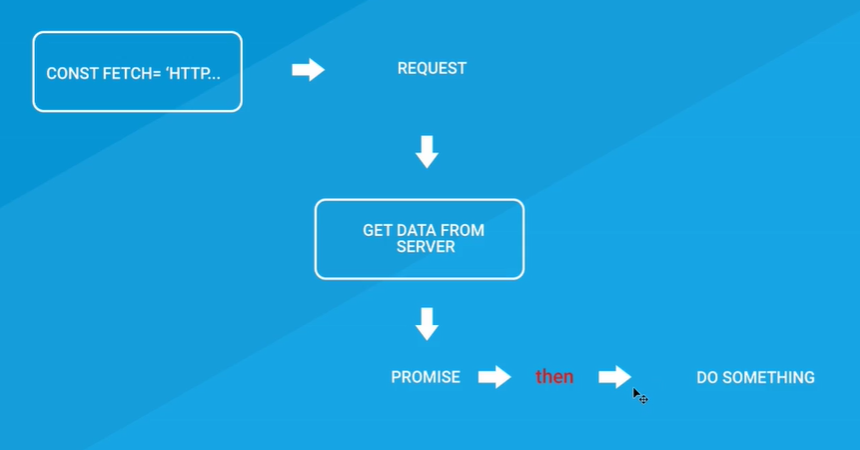 CONST FETCH= ‘HTTP...
REQUEST
GET DATA FROM
SERVER
PROMISE
then
DO SOMETHING